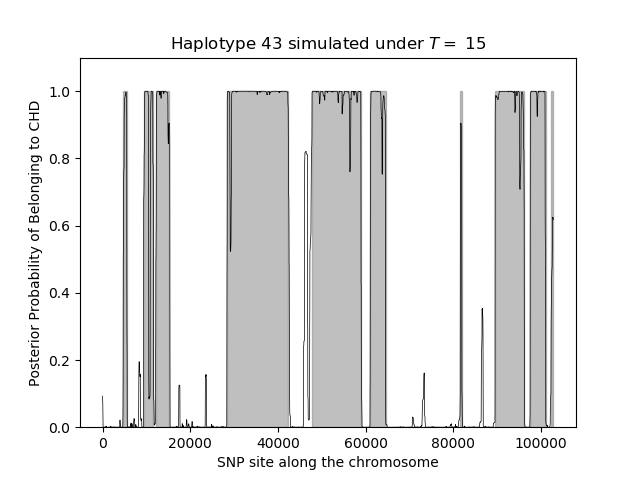 Haplotype 43 simulated under T = 15
Posterior Probability of Belonging to CHD
1.0
0.8
0.6
0.4
0.2
0.0
0 20000 40000 60000 80000 100000
SNP site along the chromosome